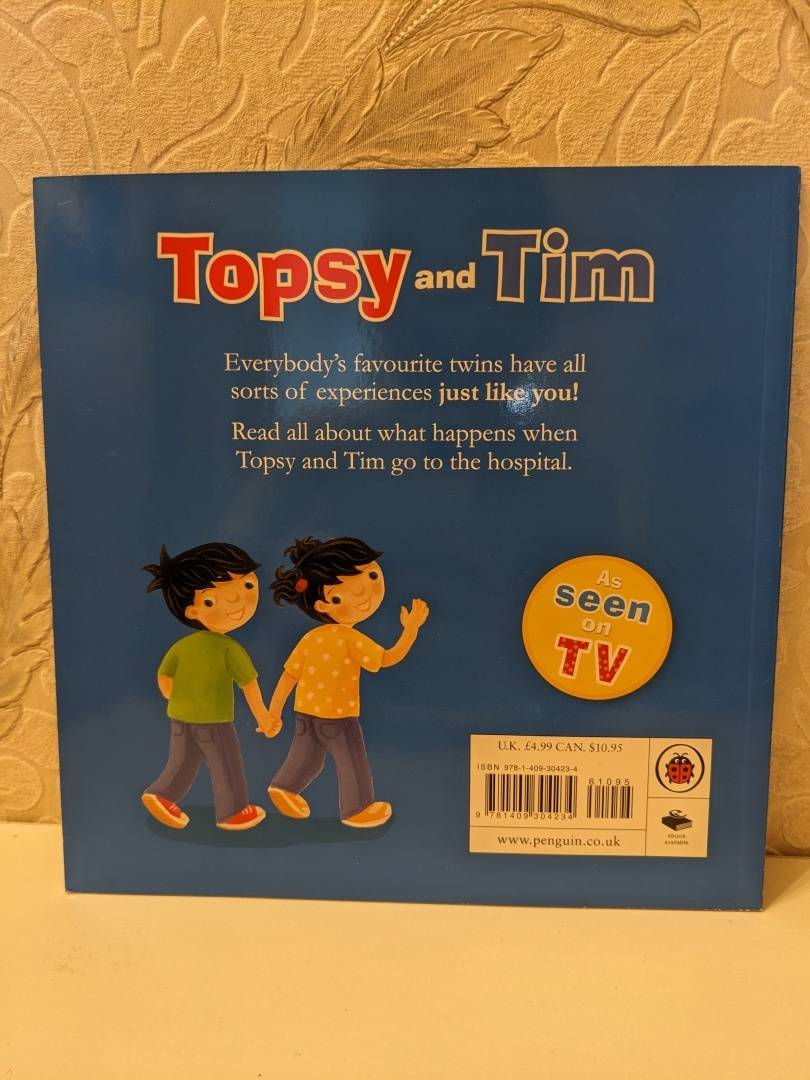 Topsy and Tim
Everybody's favourite twins have all
sorts of experiences just like you!
Read all about what happens when
Topsy and Tim go to the hospital.
As
seen
on
TV
U.K. £4.99 CAN. $10.95
ISBN 978-1-409-30423-4
61095
9 781409 304234
www.penguin.co.uk
ebook
available